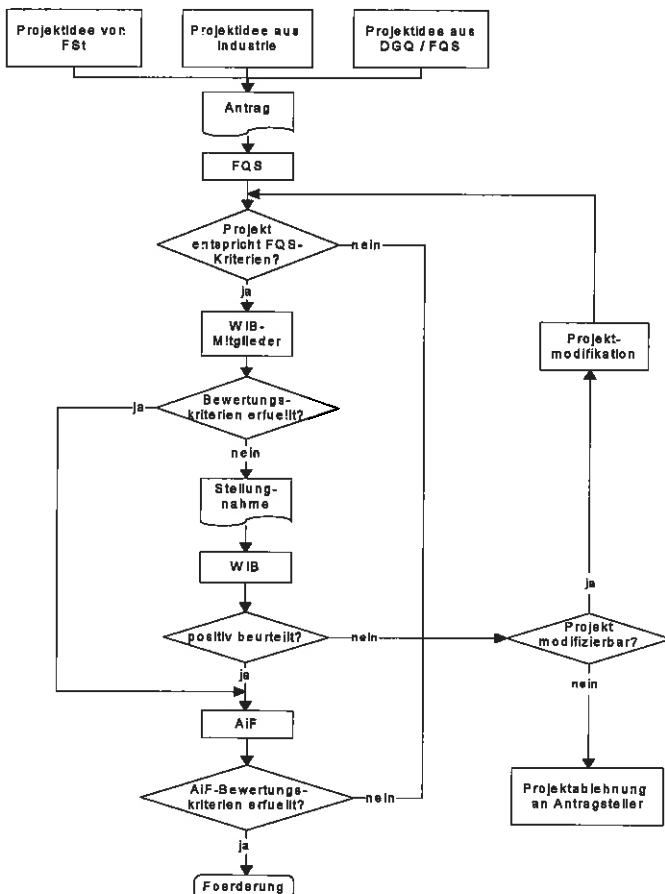 Projektidee von
FSt
Projektidee aus
Industrie
Projektidee aus
DGQ / FQS
Antrag
FQS
Projekt
entspricht FQS-
Kriterien?
nein
ja
WIB-
Mitglieder
Projekt-
modifikation
Bewertungs-
kriterien erfuellt?
ja
nein
Stellung-
nahme
WIB
ja
positiv beurteilt?
nein
Projekt
modifizierbar?
ja
nein
AiF
AiF-Bewertungs-
kriterien erfuellt?
nein
Projektablehnung
an Antragsteller
ja
Foerderung